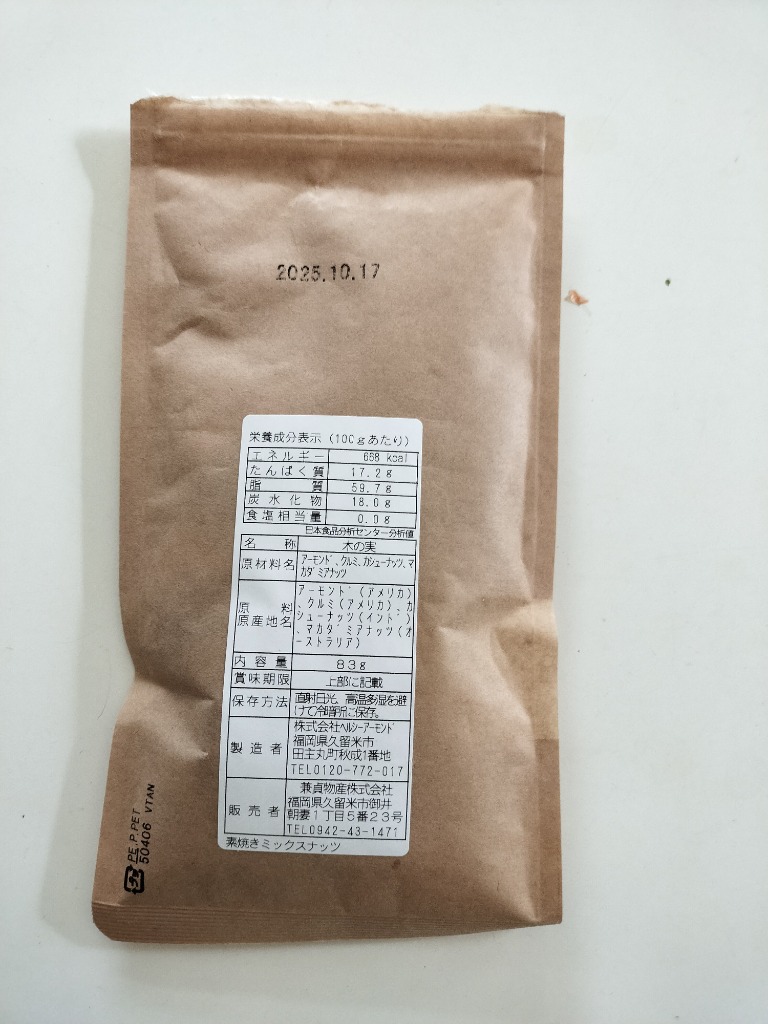 2025.10.17
栄養成分表示 (100gあたり)
エネルギー 668 kcal
たんぱく質 17.2g
脂質 59.7g
炭水化物 18.0g
食塩相当量 0.0g
日本食品分析センター分析値
名称 木の実
原材料名 アーモンド、クルミ、カシューナッツ、マ
カダミアナッツ
原料
原産地名
アーモンド(アメリカ)
、クルミ(アメリカ)、カ
シューナッツ(インド)
、マカダミアナッツ(オ
ーストラリア)
内容量 83g
賞味期限 上部に記載
保存方法 直射日光、高温多湿を避
けて冷暗所に保存。
製造者
株式会社ヘルシーアーモンド
福岡県久留米市
田主丸町秋成1番地
TEL0120-772-017
販売者
兼貞物産株式会社
福岡県久留米市御井
朝妻1丁目5番23号
TEL0942-43-1471
素焼きミックスナッツ
PE,P,PET
50406 VTAN